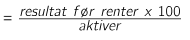 = resultat før renter x 100
aktiver